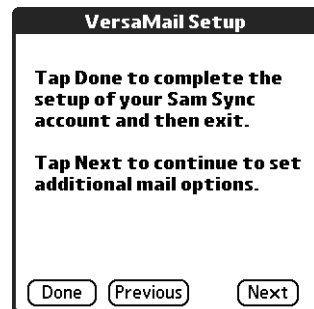 VersaMail Setup
Tap Done to complete the
setup of your Sam Sync
account and then exit.
Tap Next to continue to set
additional mail options.
Done Previous Next